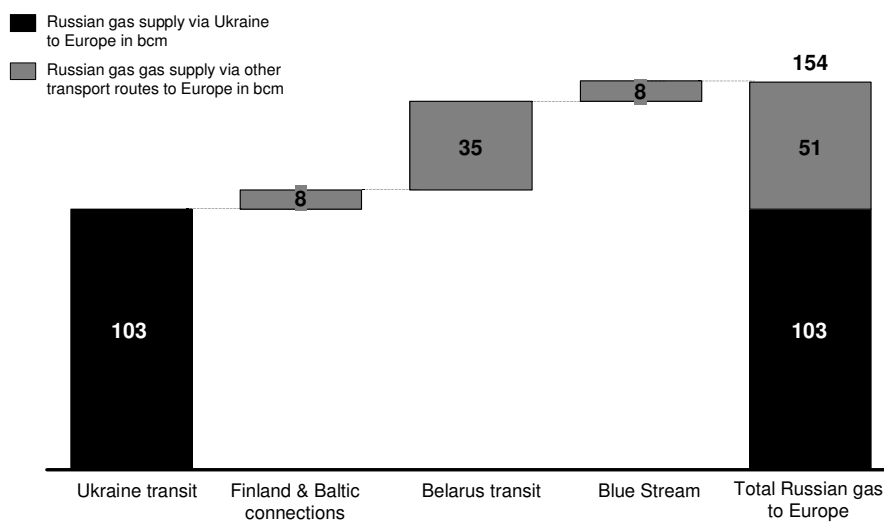 Russian gas supply via Ukraine
to Europe in bcm
Russian gas gas supply via other
transport routes to Europe in bcm
154
8
35
51
8
103
103
Ukraine transit
Finland & Baltic
connections
Belarus transit
Blue Stream
Total Russian gas
to Europe